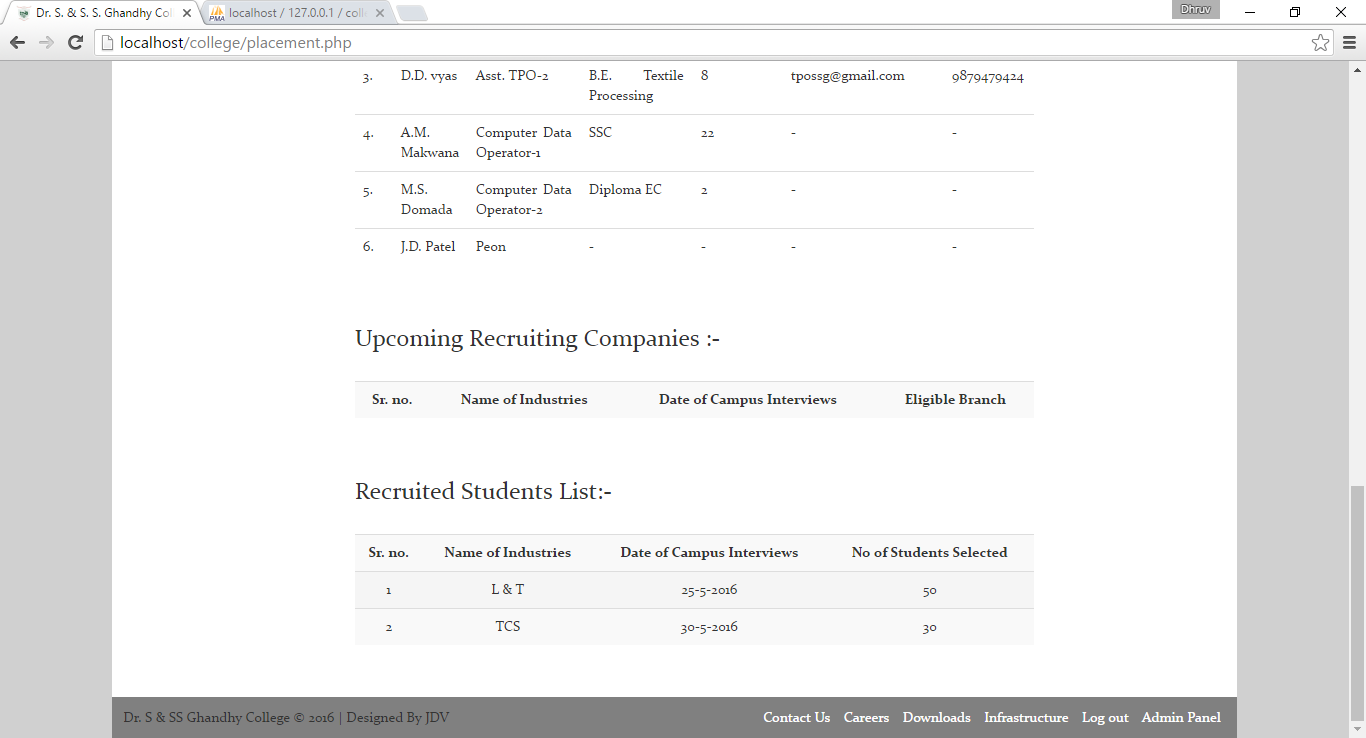 Dr. S. & S. S. Ghandhy Col
localhost / 127.0.0.1 / coll
Dhruv
localhost/college/placement.php
3. D.D. vyas Asst. TPO-2 B.E. Textile 8 tpossg@gmail.com 9879479424
Processing
4. A.M. Computer Data SSC 22 - -
Makwana Operator-1
5. M.S. Computer Data Diploma EC 2 - -
Domada Operator-2
6. J.D. Patel Peon - - - -
Upcoming Recruiting Companies :-
Sr. no. Name of Industries Date of Campus Interviews Eligible Branch
Recruited Students List:-
Sr. no. Name of Industries Date of Campus Interviews No of Students Selected
1 L & T 25-5-2016 50
2 TCS 30-5-2016 30
Dr. S & SS Ghandhy College © 2016 | Designed By JDV Contact Us Careers Downloads Infrastructure Log out Admin Panel